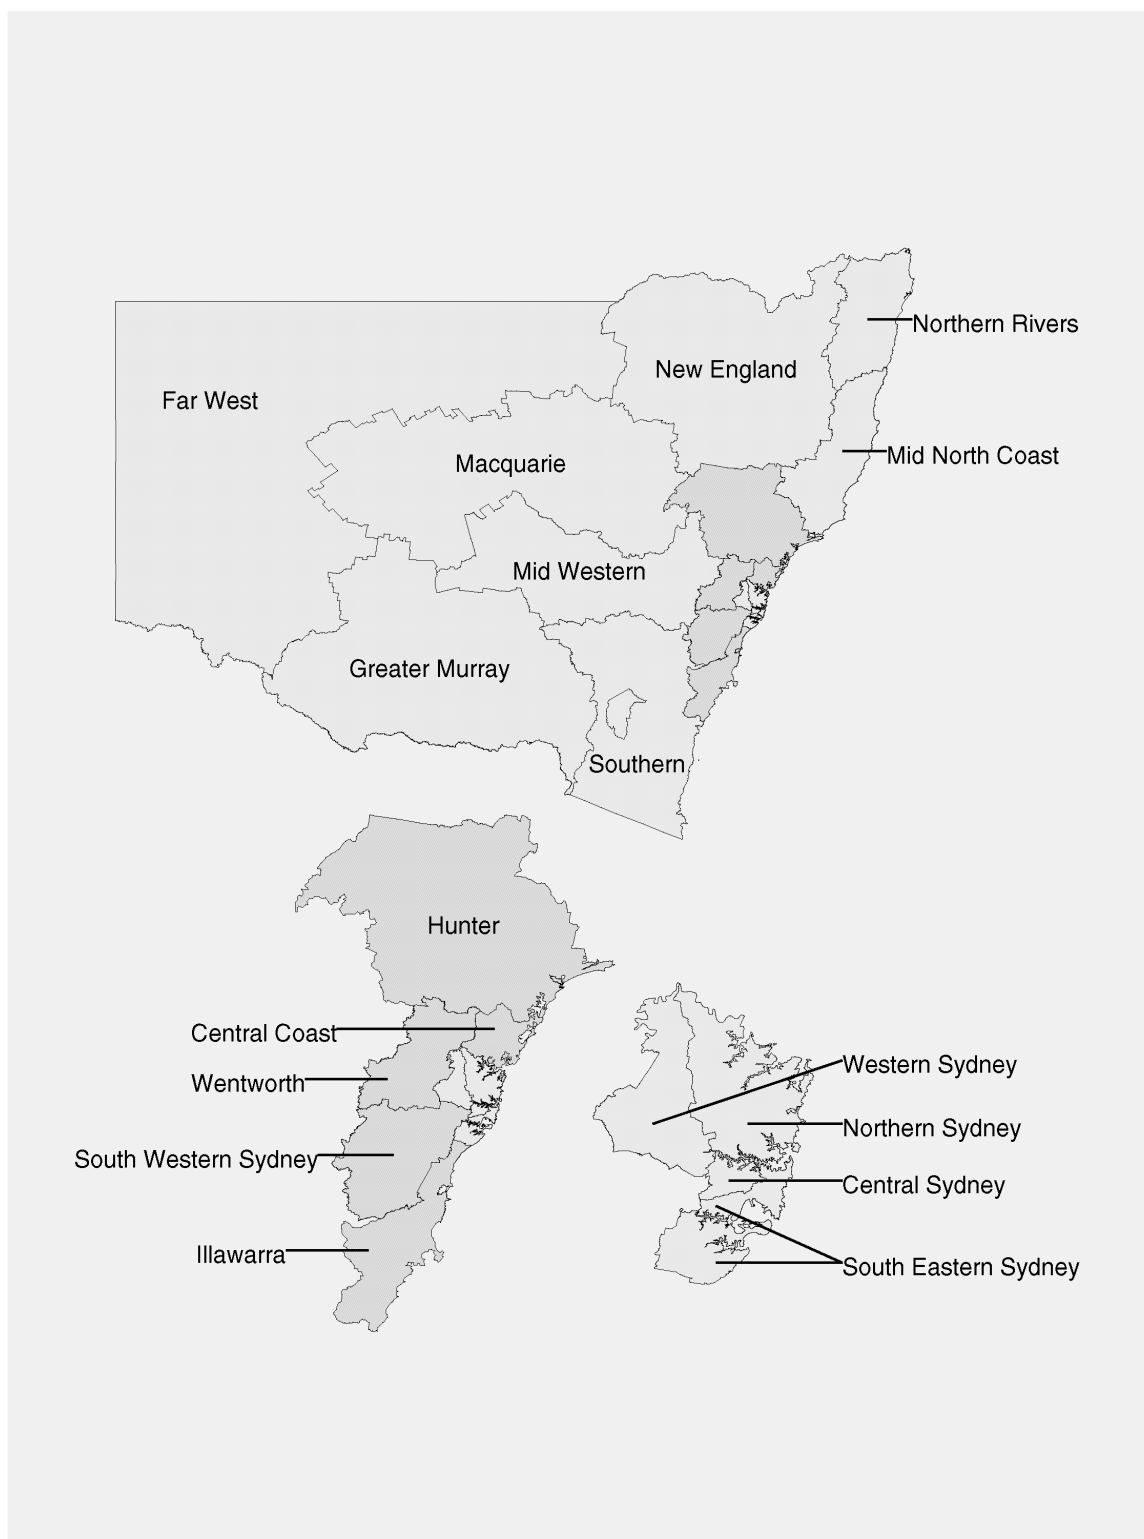 Northern Rivers
New England
Far West
Mid North Coast
Macquarie
Mid Western
Greater Murray
Southern
Hunter
Central Coast
Western Sydney
Wentworth
Northern Sydney
South Western Sydney
Central Sydney
Illawarra
South Eastern Sydney